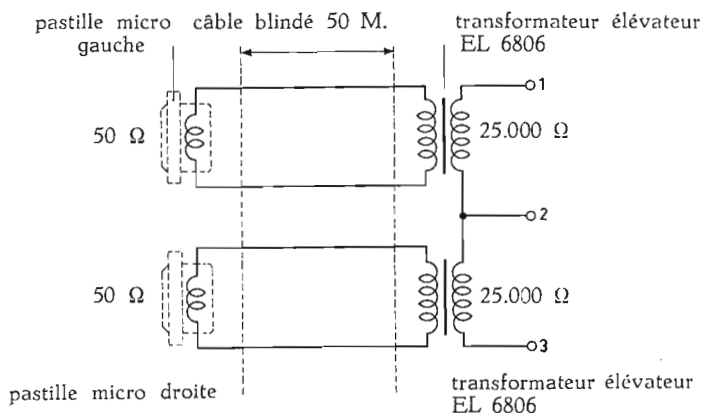 pastille micro gauche
câble blindé 50 M.
transformateur élévateur
EL 6806
50 Ω
25.000 Ω
1
2
50 Ω
25.000 Ω
3
pastille micro droite
transformateur élévateur
EL 6806